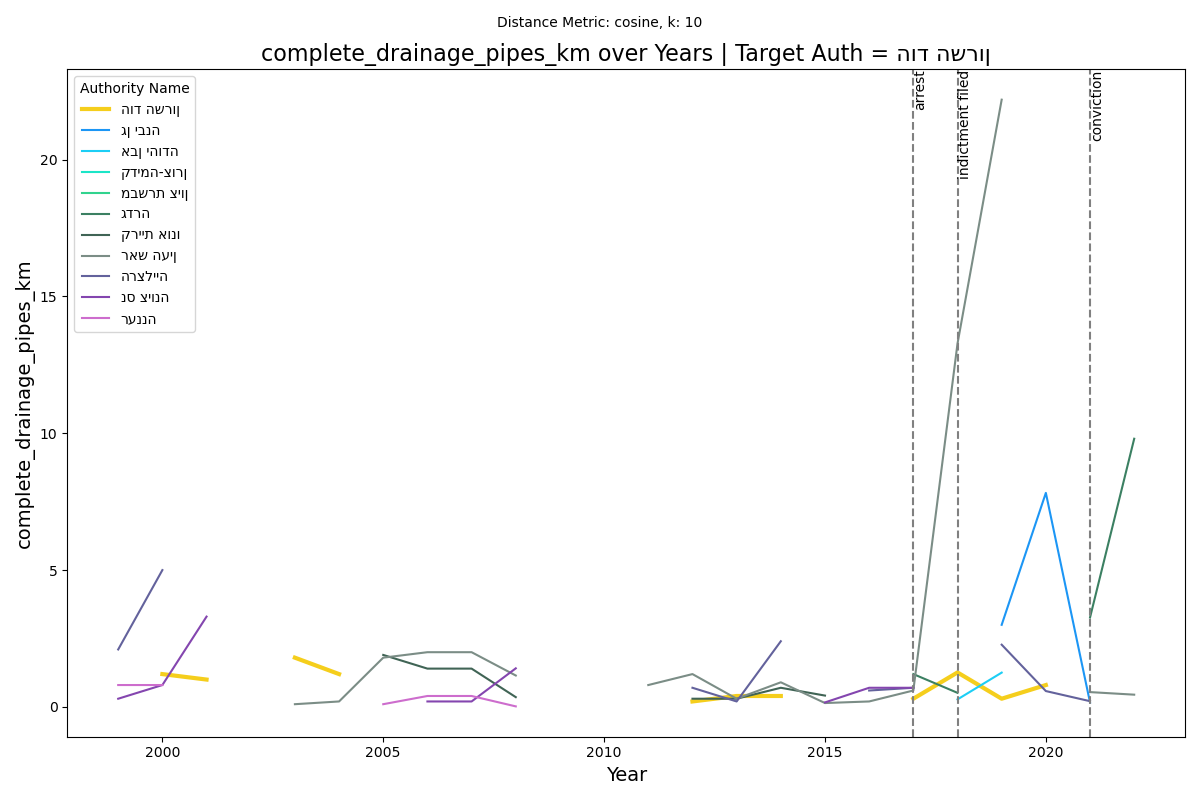 Distance Metric: cosine, k: 10
complete_drainage_pipes_km over Years | Target Auth = הוד השרון
Authority Name
הוד השרון
גן יבנה
אבן יהודה
קדימה-צורן
מבשרת ציון
גדרה
קריית אונו
ראש העין
הרצלייה
נס ציונה
רעננה
arrest
indictment filed
conviction
complete_drainage_pipes_km
20
15
10
5
0
2000
2005
2010
2015
2020
Year